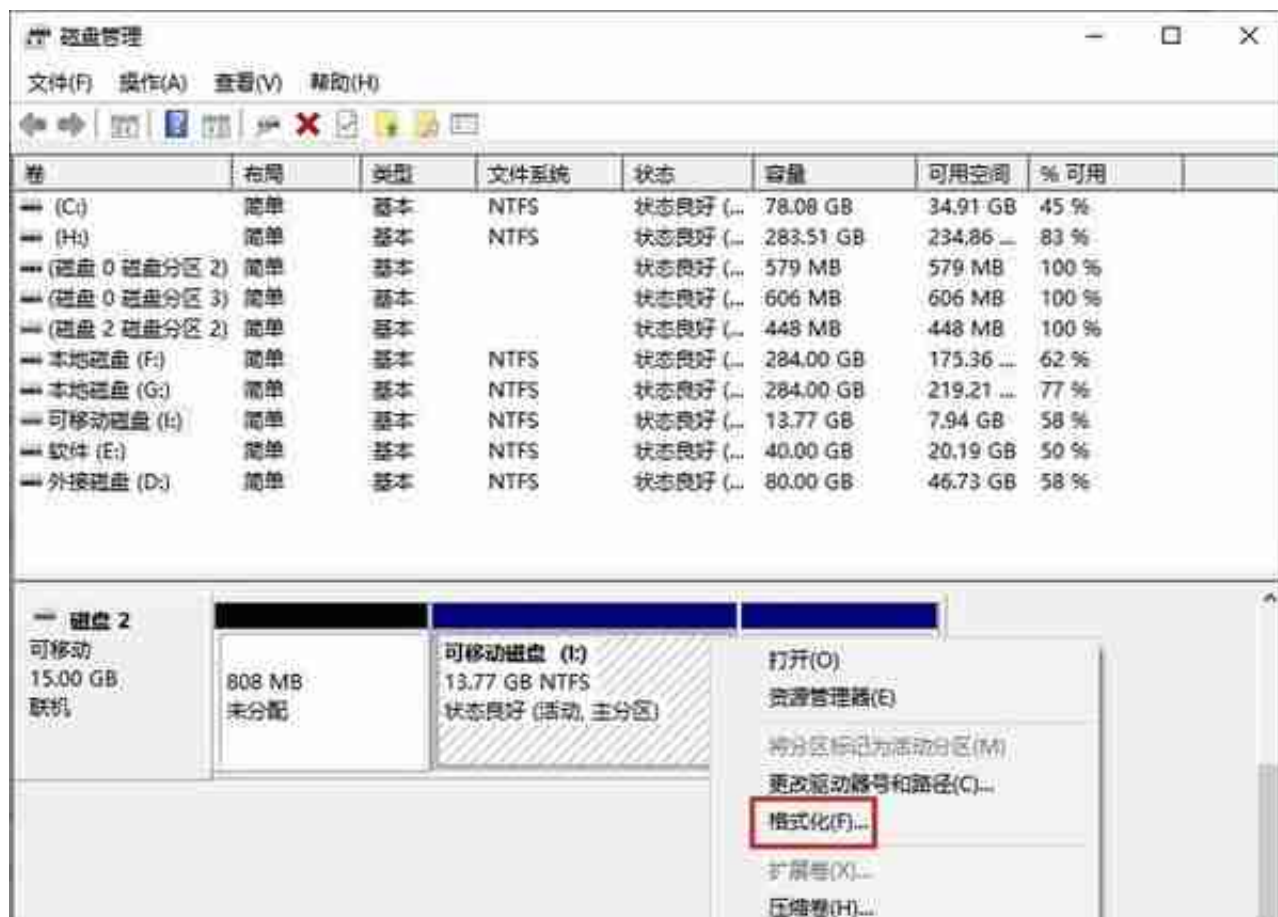 磁盘管理
文件(F) 操作(A) 查看(V) 帮助(H)
卷 布局 类型 文件系统 状态 容量 可用空间 % 可用
(C:) 简单 基本 NTFS 状态良好 (... 78.08 GB 34.91 GB 45 %
(H:) 简单 基本 NTFS 状态良好 (... 283.51 GB 234.86 ... 83 %
(磁盘 0 磁盘分区 2) 简单 基本 状态良好 (... 579 MB 579 MB 100 %
(磁盘 0 磁盘分区 3) 简单 基本 状态良好 (... 606 MB 606 MB 100 %
(磁盘 2 磁盘分区 2) 简单 基本 状态良好 (... 448 MB 448 MB 100 %
本地磁盘 (F:) 简单 基本 NTFS 状态良好 (... 284.00 GB 175.36 ... 62 %
本地磁盘 (G:) 简单 基本 NTFS 状态良好 (... 284.00 GB 219.21 ... 77 %
可移动磁盘 (I:) 简单 基本 NTFS 状态良好 (... 13.77 GB 7.94 GB 58 %
软件 (E:) 简单 基本 NTFS 状态良好 (... 40.00 GB 20.19 GB 50 %
外接磁盘 (D:) 简单 基本 NTFS 状态良好 (... 80.00 GB 46.73 GB 58 %
磁盘 2
可移动
15.00 GB
联机
808 MB
未分配
可移动磁盘 (I:)
13.77 GB NTFS
状态良好 (活动, 主分区)
打开(O)
资源管理器(E)
将分区标记为活动分区(M)
更改驱动器号和路径(C)...
格式化(F)...
扩展卷(X)...
压缩卷(H)...